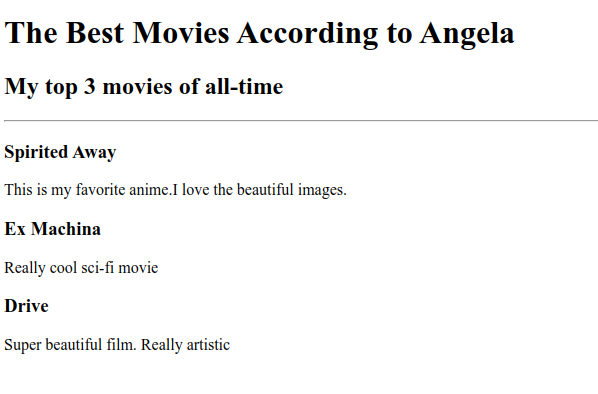 The Best Movies According to Angela
My top 3 movies of all-time
Spirited Away
This is my favorite anime.I love the beautiful images.
Ex Machina
Really cool sci-fi movie
Drive
Super beautiful film. Really artistic